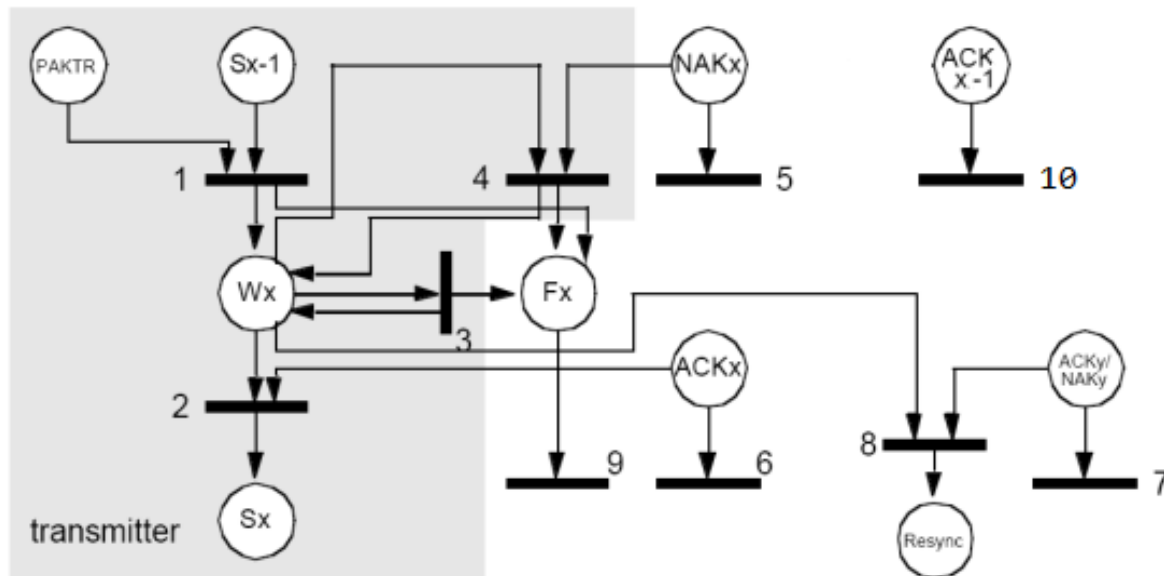 PAKTR
Sx-1
NAKx
ACK
x-1
1
4
5
10
Wx
Fx
3
ACKx
ACKy/
NAKy
2
8
9
6
7
Sx
Resync
transmitter